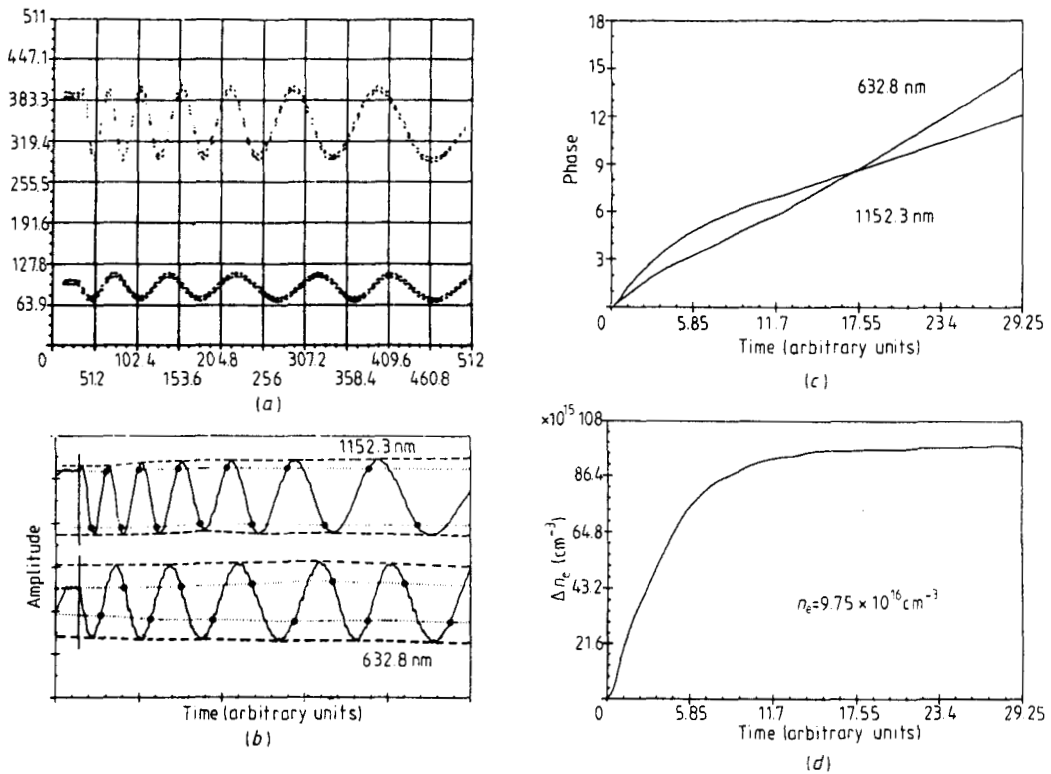 511
447.1
383.3
319.4
255.5
191.6
127.8
63.9
0 102.4 204.8 307.2 409.6 512
51.2 153.6 256 358.4 460.8
(a)
1152.3 nm
Amplitude
632.8 nm
Time (arbitrary units)
(b)
18
15
12
9
6
3
Phase
632.8 nm
1152.3 nm
0 5.85 11.7 17.55 23.4 29.25
Time (arbitrary units)
(c)
×10¹⁵ 108
86.4
64.8
43.2
21.6
Δnₑ (cm⁻³)
nₑ=9.75 × 10¹⁶cm⁻³
0 5.85 11.7 17.55 23.4 29.25
Time (arbitrary units)
(d)